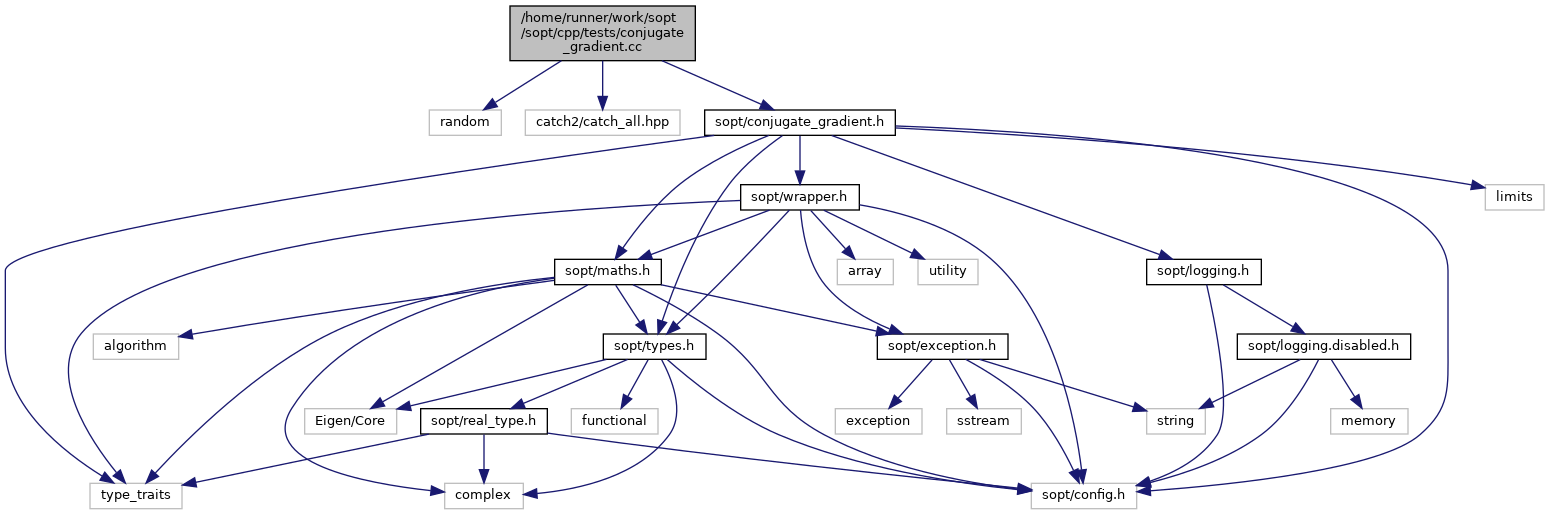 /home/runner/work/sopt
/sopt/cpp/tests/conjugate
_gradient.cc
random
catch2/catch_all.hpp
sopt/conjugate_gradient.h
sopt/wrapper.h
limits
sopt/maths.h
array
utility
sopt/logging.h
algorithm
sopt/types.h
sopt/exception.h
sopt/logging.disabled.h
Eigen/Core
sopt/real_type.h
functional
exception
sstream
string
memory
type_traits
complex
sopt/config.h